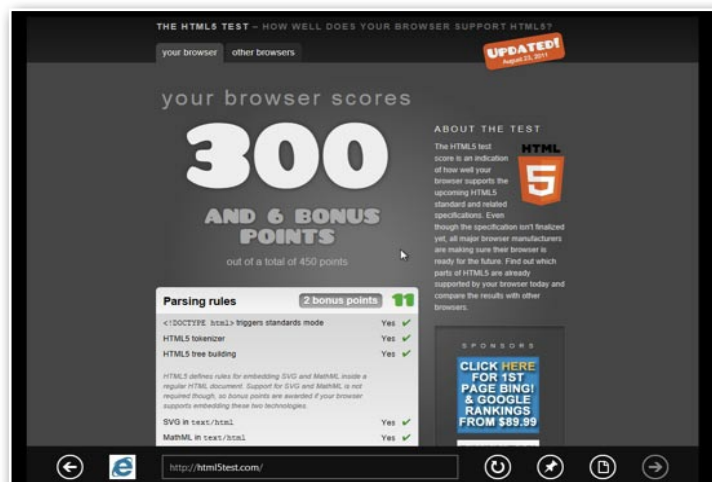 THE HTML5 TEST – HOW WELL DOES YOUR BROWSER SUPPORT HTML5?
your browser
other browsers
UPDATED!
August 23, 2011
your browser scores
300
AND 6 BONUS
POINTS
out of a total of 450 points
Parsing rules
2 bonus points
11
<!DOCTYPE html> triggers standards mode
Yes ✔
HTML5 tokenizer
Yes ✔
HTML5 tree building
Yes ✔
HTML5 defines rules for embedding SVG and MathML inside a
regular HTML document. Support for SVG and MathML is not
required though, so bonus points are awarded if your browser
supports embedding these two technologies.
SVG in text/html
Yes ✔
MathML in text/html
Yes ✔
ABOUT THE TEST
The HTML5 test
score is an indication
of how well your
browser supports the
upcoming HTML5
standard and related
specifications. Even
though the specification isn't finalized
yet, all major browser manufacturers
are making sure their browser is
ready for the future. Find out which
parts of HTML5 are already
supported by your browser today and
compare the results with other
browsers.
HTML
5
SPONSORS
CLICK HERE
FOR 1ST
PAGE BING!
& GOOGLE
RANKINGS
FROM $89.99
http://html5test.com/